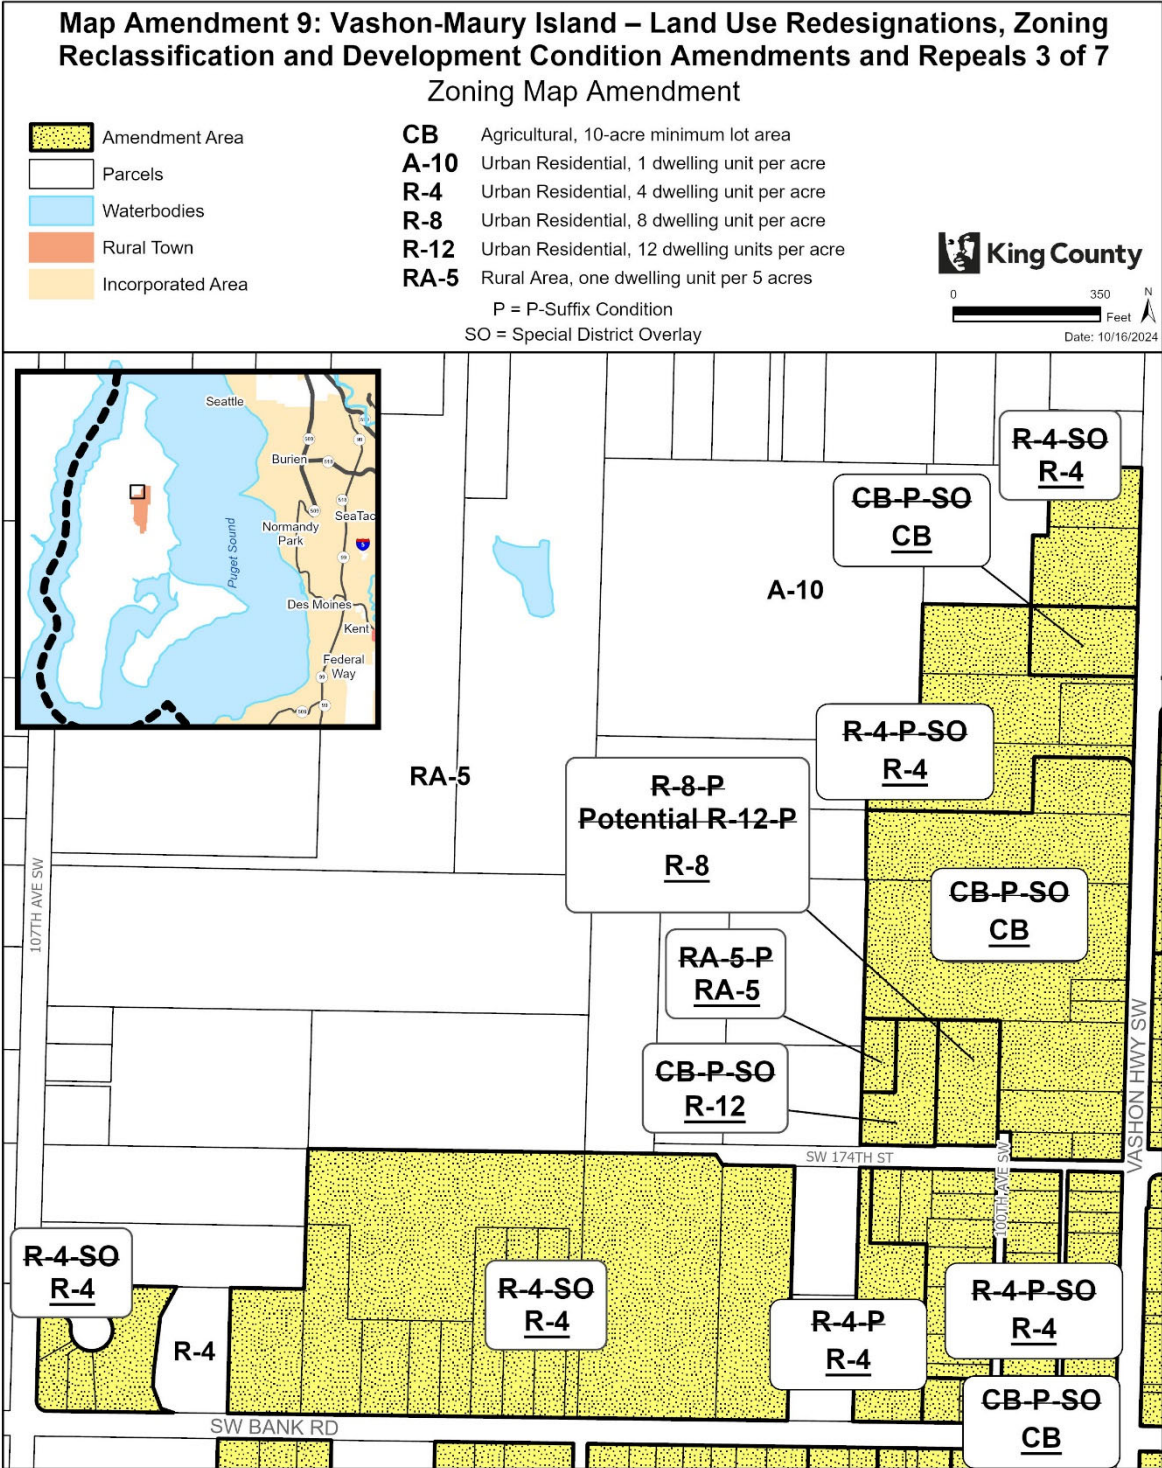 Map Amendment 9: Vashon-Maury Island – Land Use Redesignations, Zoning
Reclassification and Development Condition Amendments and Repeals 3 of 7
Zoning Map Amendment
Amendment Area
Parcels
Waterbodies
Rural Town
Incorporated Area
CB Agricultural, 10-acre minimum lot area
A-10 Urban Residential, 1 dwelling unit per acre
R-4 Urban Residential, 4 dwelling unit per acre
R-8 Urban Residential, 8 dwelling unit per acre
R-12 Urban Residential, 12 dwelling units per acre
RA-5 Rural Area, one dwelling unit per 5 acres
P = P-Suffix Condition
SO = Special District Overlay
King County
0 350
Feet
N
Date: 10/16/2024
Seattle
Burien
Normandy
Park
SeaTac
Puget Sound
Des Moines
Kent
Federal
Way
R-4-SO
R-4
CB-P-SO
CB
A-10
R-4-P-SO
R-4
RA-5
R-8-P
Potential R-12-P
R-8
CB-P-SO
CB
RA-5-P
RA-5
CB-P-SO
R-12
107TH AVE SW
VASHON HWY SW
SW 174TH ST
100TH AVE SW
R-4-SO
R-4
R-4
R-4-SO
R-4
R-4-P
R-4
R-4-P-SO
R-4
CB-P-SO
CB
SW BANK RD